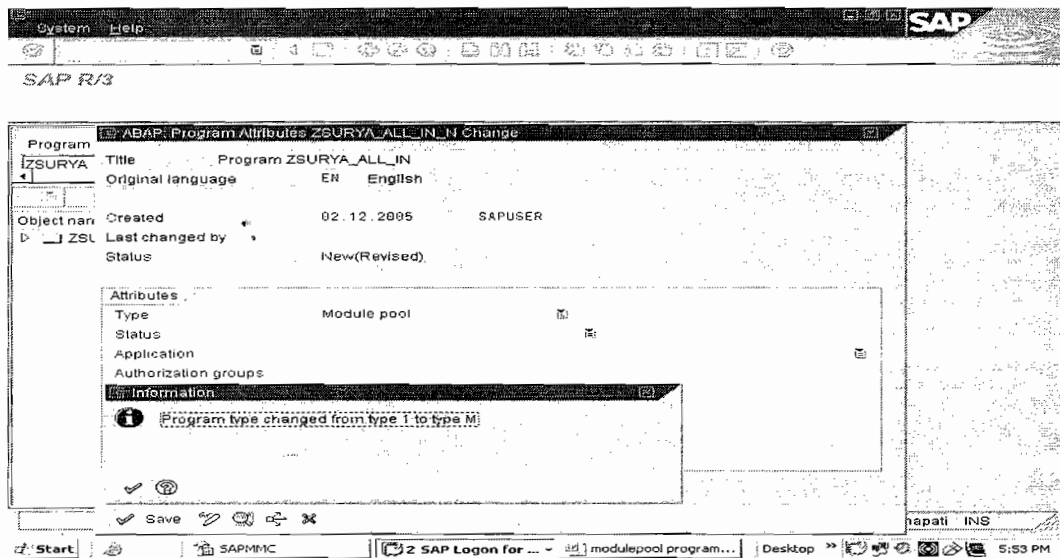 System Help
SAP
SAP R/3
ABAP: Program Attributes ZSURYA_ALL_IN_N Change
Program
ZSURYA
Title Program ZSURYA_ALL_IN
Original language EN English
Object nam
Created 02.12.2005 SAPUSER
ZSU
Last changed by
Status New(Revised)
Attributes
Type Module pool
Status
Application
Authorization groups
Information
Program type changed from type 1 to type M
Save
hapati INS
Start SAPMMC 2 SAP Logon for ... modulepool program... Desktop 5:53 PM